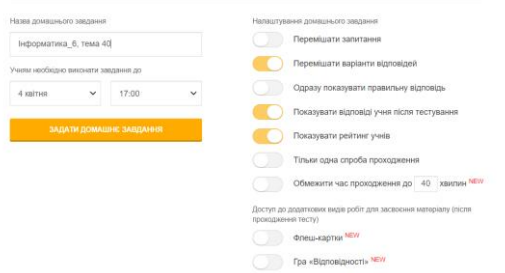 Назва домашнього завдання
Інформатика_6, тема 40
Учням необхідно виконати завдання до
4 квітня
17:00
ЗАДАТИ ДОМАШНЄ ЗАВДАННЯ
Налаштування домашнього завдання
Перемішати запитання
Перемішати варіанти відповідей
Одразу показувати правильну відповідь
Показувати відповіді учня після тестування
Показувати рейтинг учнів
Тільки одна спроба проходження
Обмежити час проходження до 40 хвилин NEW
Доступ до додаткових видів робіт для засвоєння матеріалу (після
проходження тесту)
Флеш-картки NEW
Гра «Відповідності» NEW